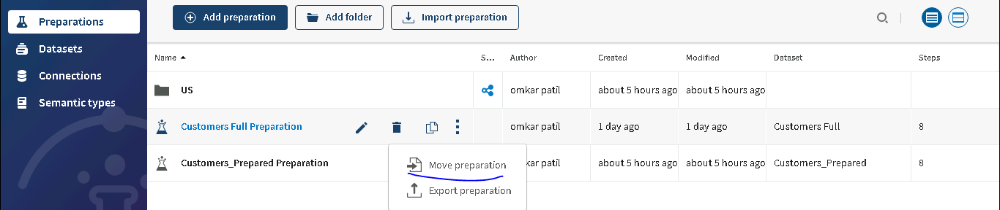 Preparations
Datasets
Connections
Semantic types
Add preparation
Add folder
Import preparation
Name S... Author Created Modified Dataset Steps
US omkar patil about 5 hours ago about 5 hours ago
Customers Full Preparation omkar patil 1 day ago 1 day ago Customers Full 8
Customers_Prepared Preparation kar patil about 5 hours ago about 5 hours ago Customers_Prepared 8
Move preparation
Export preparation